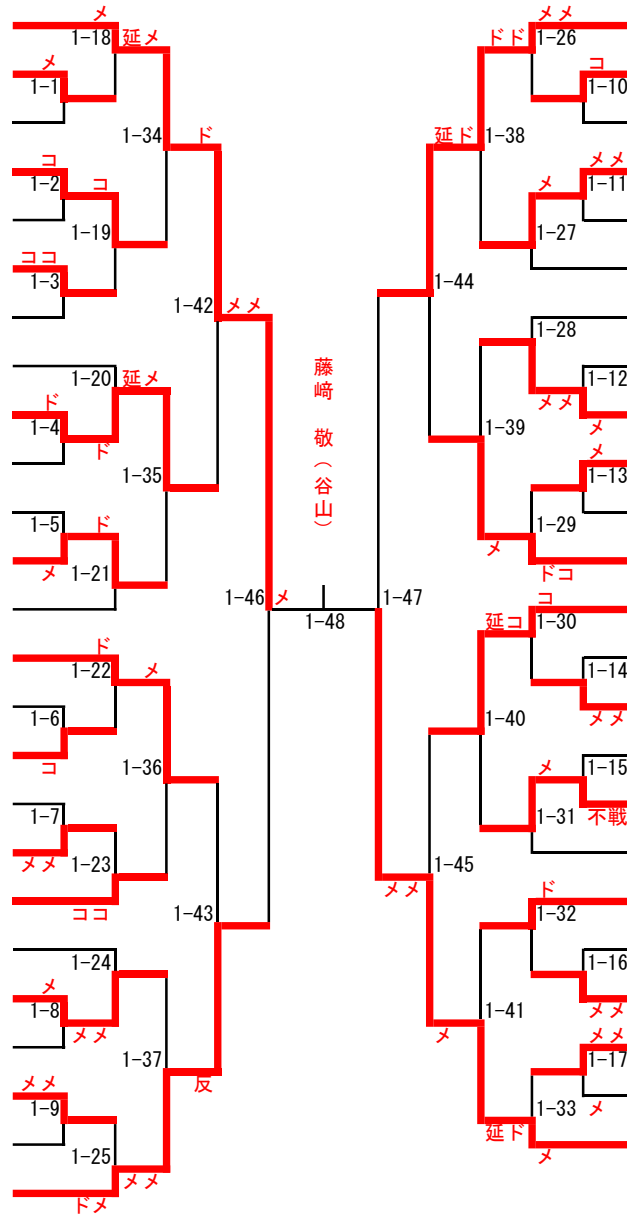 メ
メメ
1-18 延メ
ドド 1-26
メ
コ
1-1
1-10
1-34 ド
延ド 1-38
コ
メメ
1-2 コ
メ 1-11
1-19
1-27
ココ
1-3
1-42 メメ
1-44
1-28
1-20 延メ
1-12
藤﨑 敬(谷山)
ド
メメ
1-4
ド
1-39
メ
メ
1-35
1-13
1-5 ド
1-29
メ
1-21
メ
ドコ
1-46 メ
1-47
1-48
コ
延コ 1-30
ド
1-22 メ
1-14
1-6
メメ
コ
1-36
1-40
メ 1-15
1-7
1-31 不戦
メメ
1-23
1-45
メメ
ココ
1-43
ド
1-32
1-24
1-16
メ
1-8
メメ
1-41
メメ
メ
メメ
1-37
1-17
メメ
反
1-9
1-33 メ
1-25
延ド
メメ
メ
ドメ